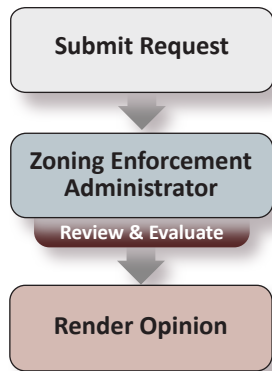 Submit Request
Zoning Enforcement
Administrator
Review & Evaluate
Render Opinion